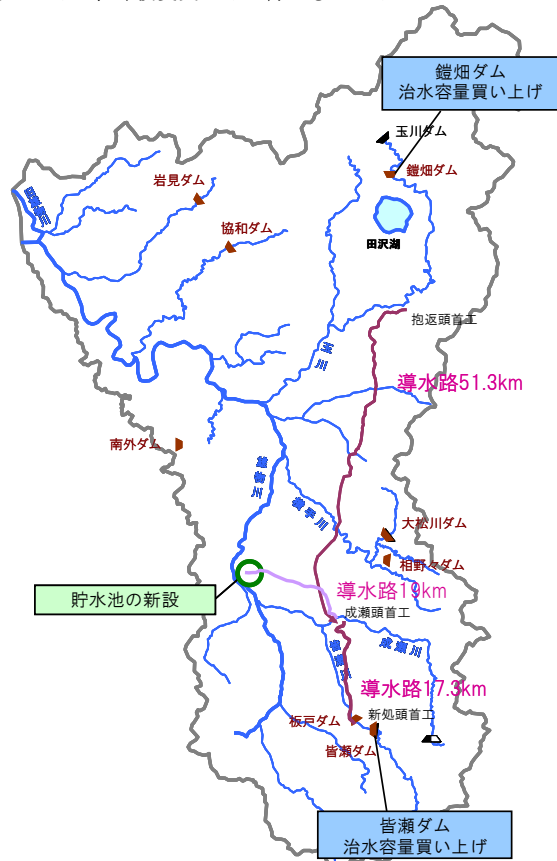 鎧畑ダム
治水容量買い上げ
玉川ダム
鎧畑ダム
岩見ダム
協和ダム
田沢湖
抱返頭首工
玉川
導水路51.3km
南外ダム
大松川ダム
相野々ダム
貯水池の新設
導水路19km
成瀬頭首工
成瀬川
導水路17.3km
新処頭首工
板戸ダム
皆瀬ダム
皆瀬ダム
治水容量買い上げ